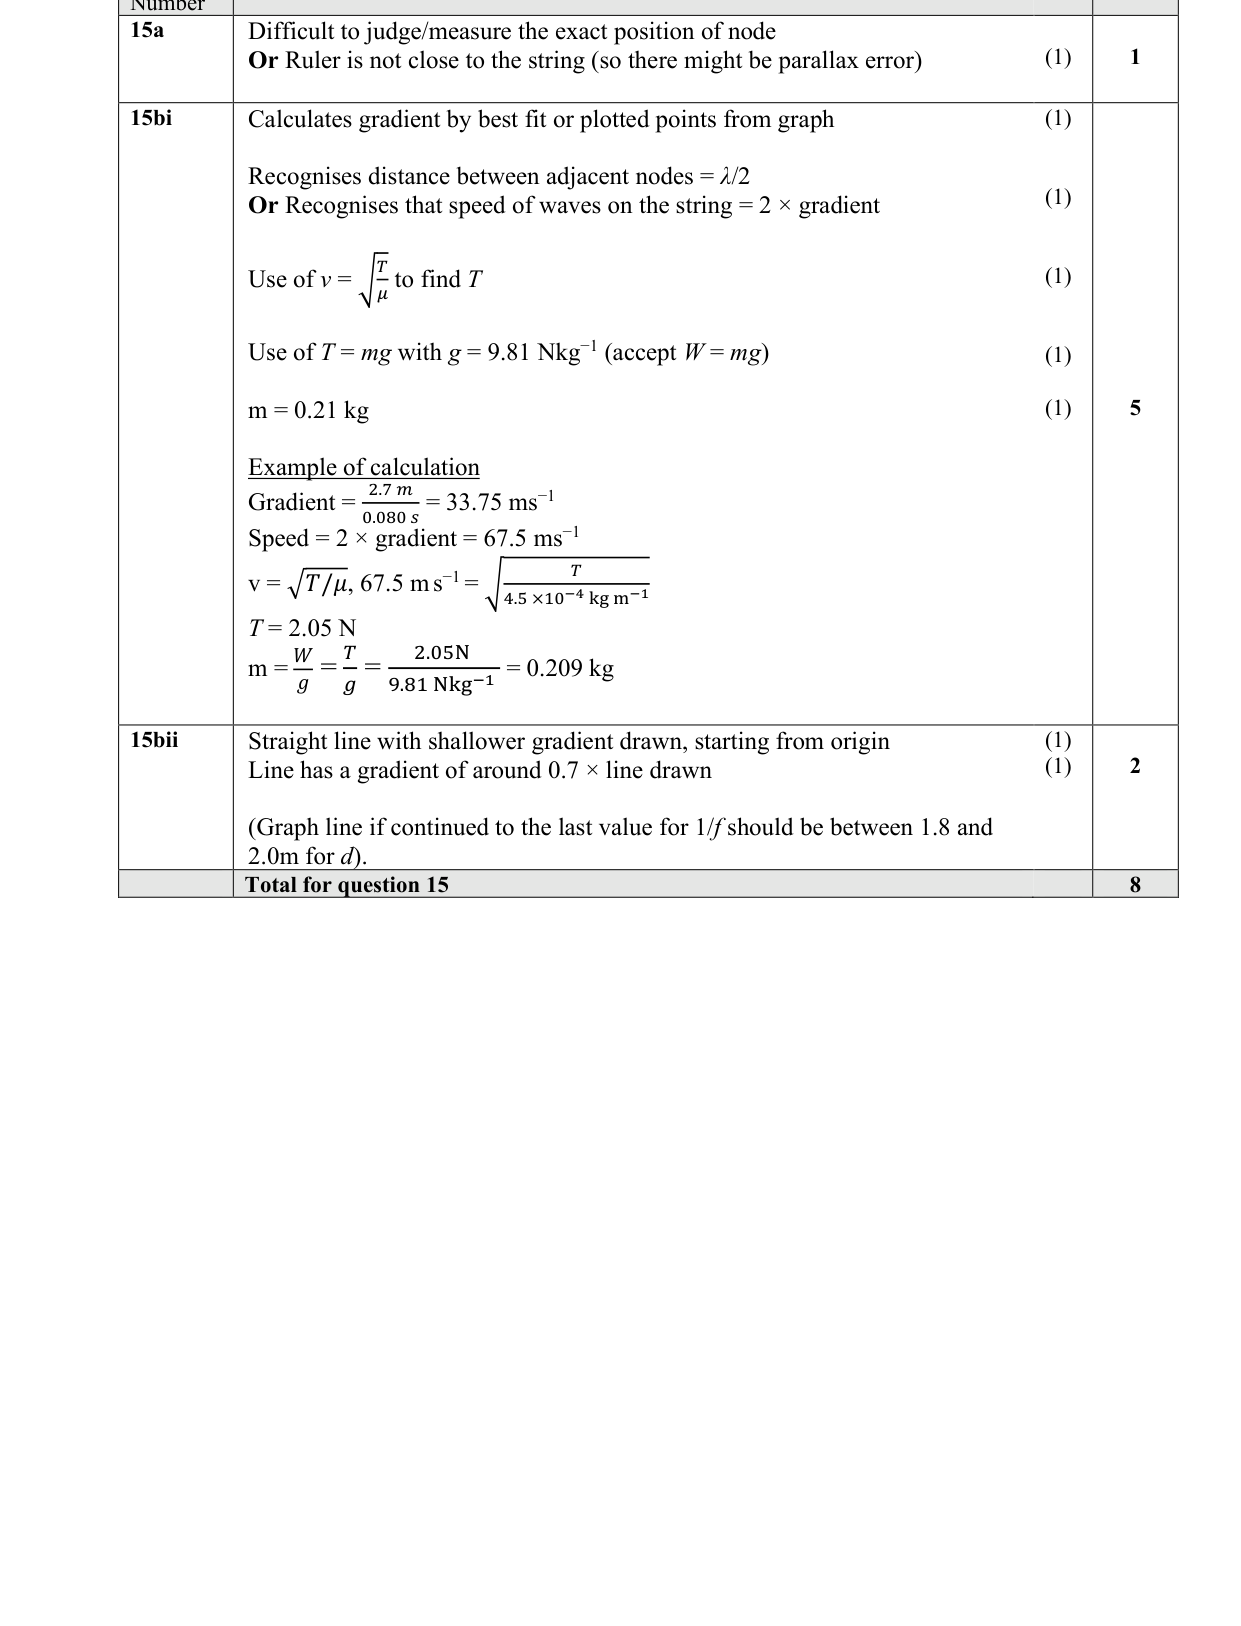 Number
15a Difficult to judge/measure the exact position of node
Or Ruler is not close to the string (so there might be parallax error) (1) 1
15bi Calculates gradient by best fit or plotted points from graph (1)
Recognises distance between adjacent nodes = λ/2
Or Recognises that speed of waves on the string = 2 × gradient (1)
Use of v = √(T/μ) to find T (1)
Use of T = mg with g = 9.81 Nkg⁻¹ (accept W = mg) (1)
m = 0.21 kg (1) 5
Example of calculation
Gradient = 2.7 m / 0.080 s = 33.75 ms⁻¹
Speed = 2 × gradient = 67.5 ms⁻¹
v = √T/μ, 67.5 m s⁻¹ = √(T / 4.5 ×10⁻⁴ kg m⁻¹)
T = 2.05 N
m = W/g = T/g = 2.05N / 9.81 Nkg⁻¹ = 0.209 kg
15bii Straight line with shallower gradient drawn, starting from origin (1)
Line has a gradient of around 0.7 × line drawn (1) 2
(Graph line if continued to the last value for 1/f should be between 1.8 and
2.0m for d).
Total for question 15 8